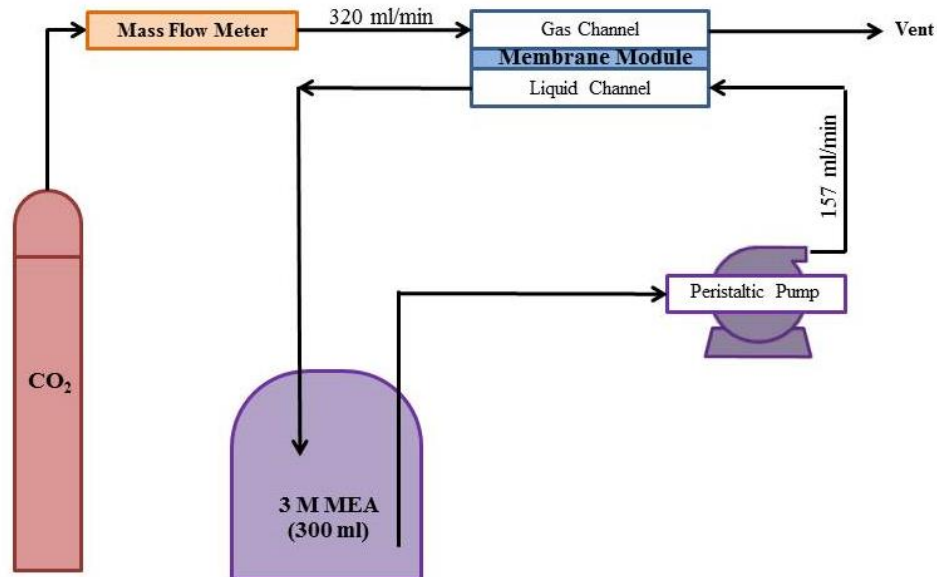 Mass Flow Meter
320 ml/min
Gas Channel
Vent
Membrane Module
Liquid Channel
157 ml/min
Peristaltic Pump
CO₂
3 M MEA
(300 ml)